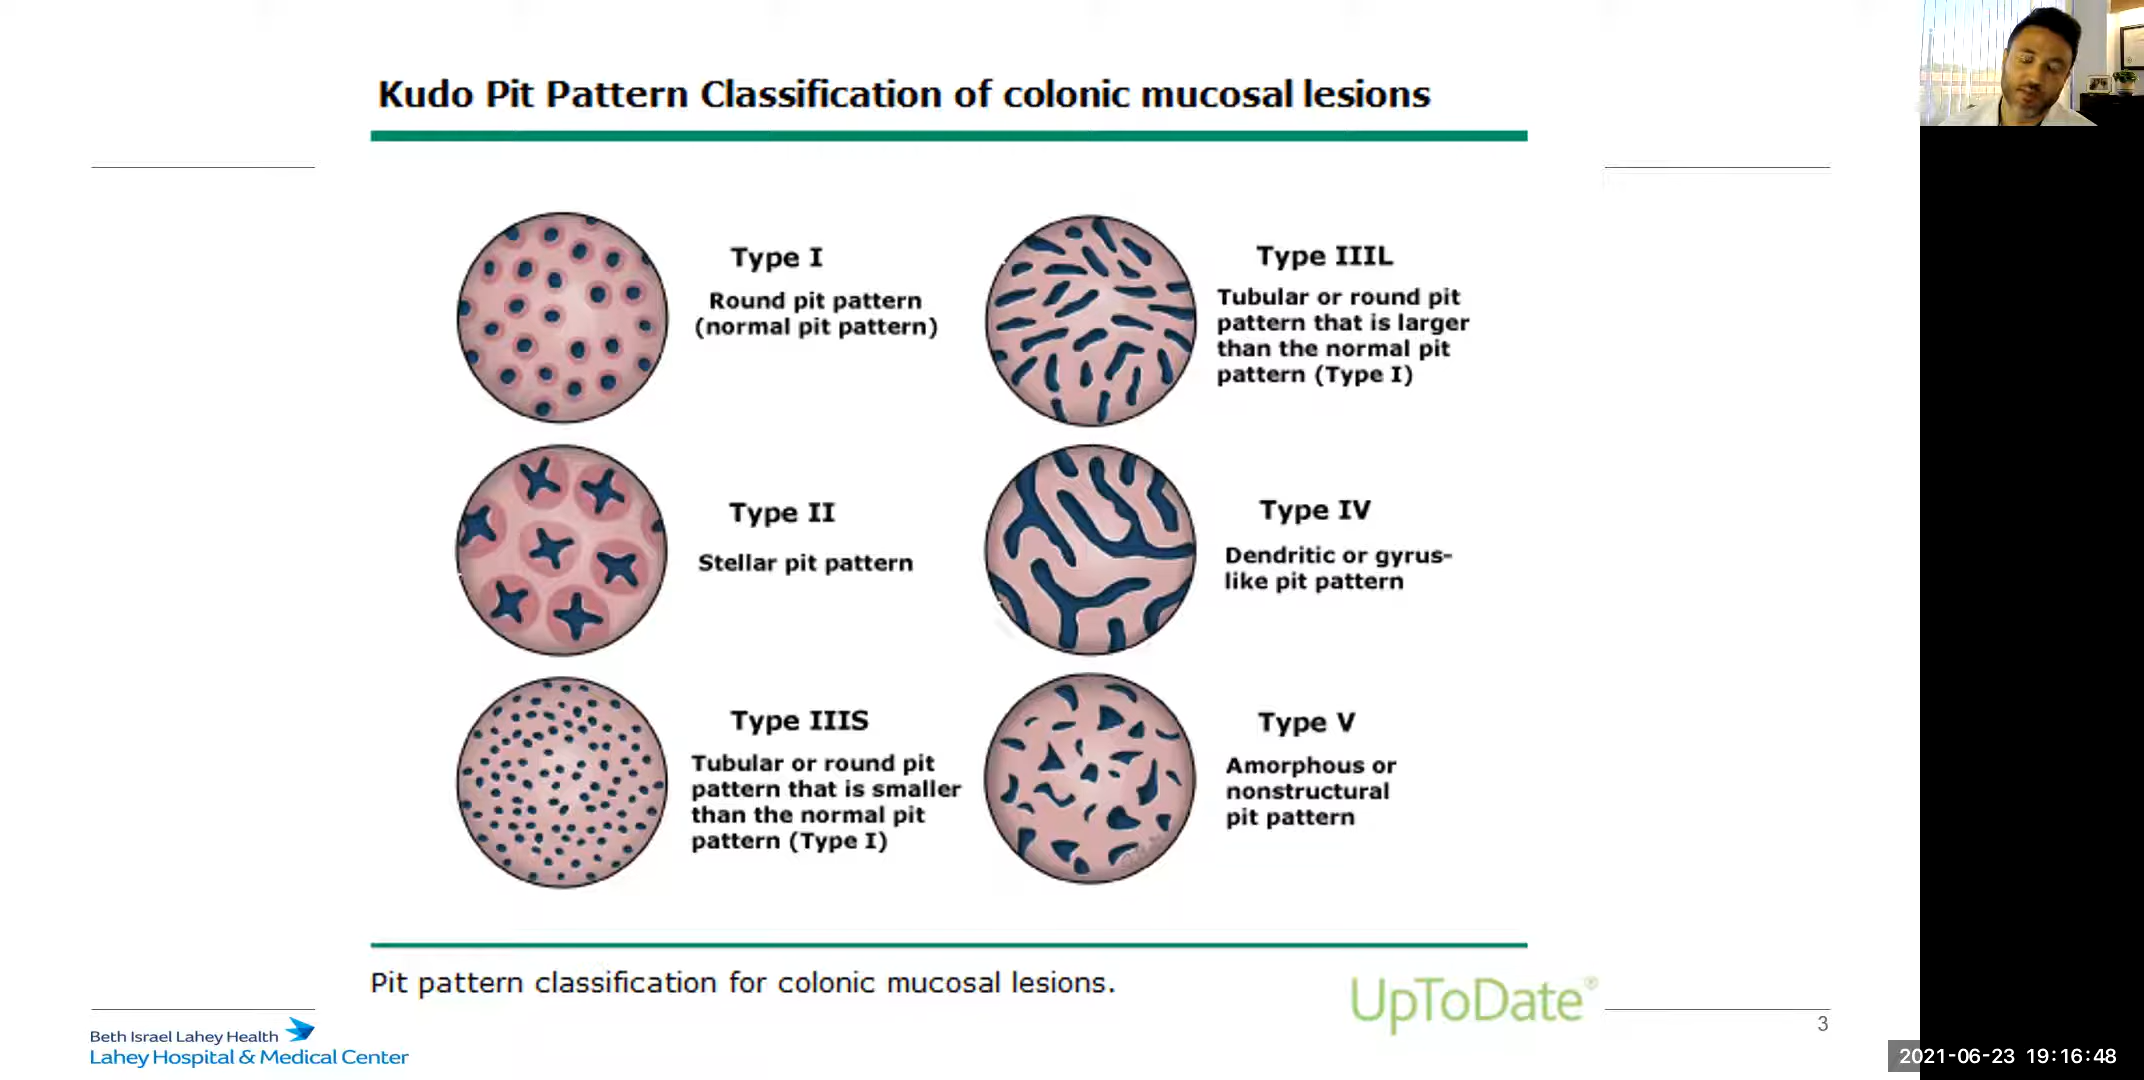 Kudo Pit Pattern Classification of colonic mucosal lesions
Type I
Round pit pattern
(normal pit pattern)
Type II
Stellar pit pattern
Type IIIS
Tubular or round pit
pattern that is smaller
than the normal pit
pattern (Type I)
Type IIIL
Tubular or round pit
pattern that is larger
than the normal pit
pattern (Type I)
Type IV
Dendritic or gyrus-
like pit pattern
Type V
Amorphous or
nonstructural
pit pattern
Pit pattern classification for colonic mucosal lesions.
UpToDate®
Beth Israel Lahey Health
Lahey Hospital & Medical Center
3
2021-06-23 19:16:48